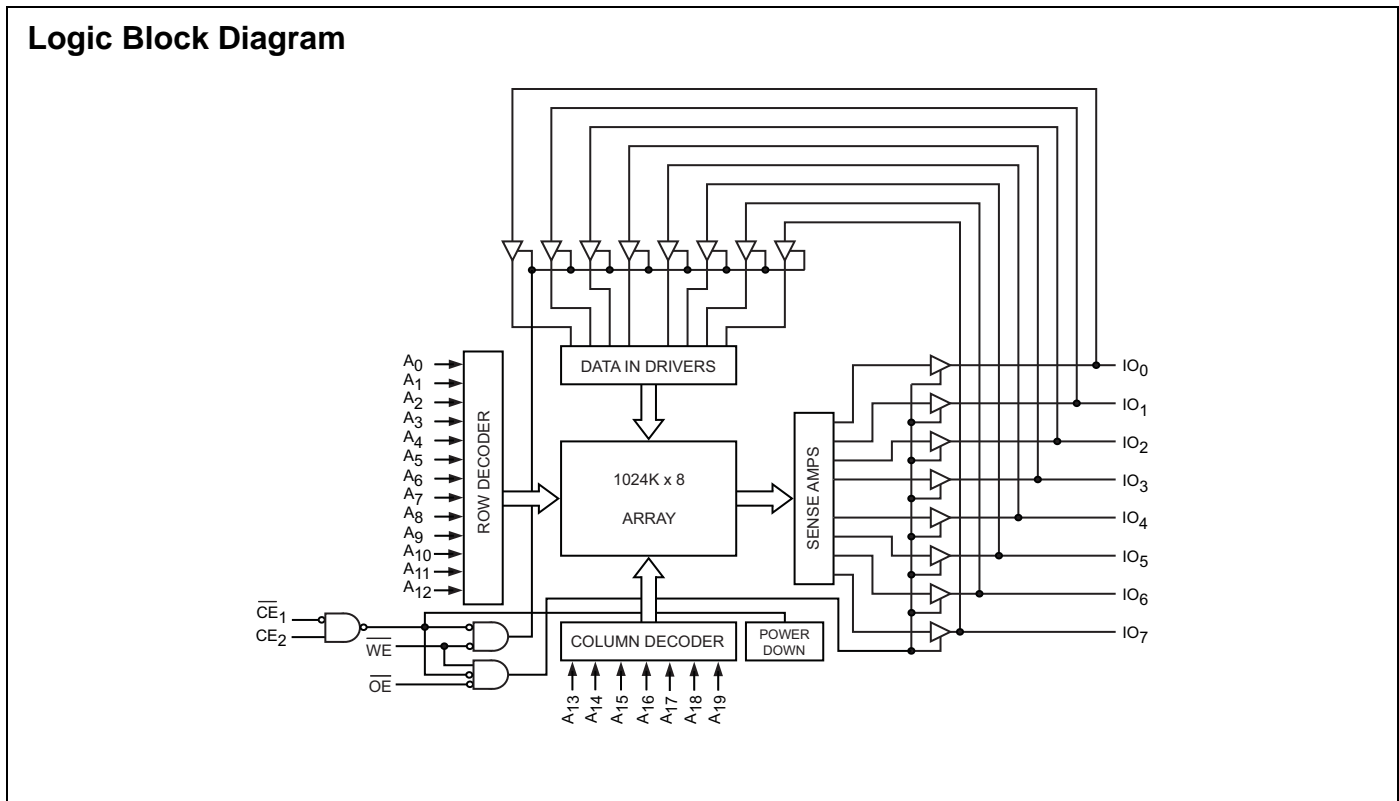 Logic Block Diagram
DATA IN DRIVERS
A0
A1
A2
A3
A4
A5
A6
A7
A8
A9
A10
A11
A12
ROW DECODER
1024K x 8
ARRAY
SENSE AMPS
IO0
IO1
IO2
IO3
IO4
IO5
IO6
IO7
CE1
CE2
WE
OE
COLUMN DECODER
POWER
DOWN
A13
A14
A15
A16
A17
A18
A19